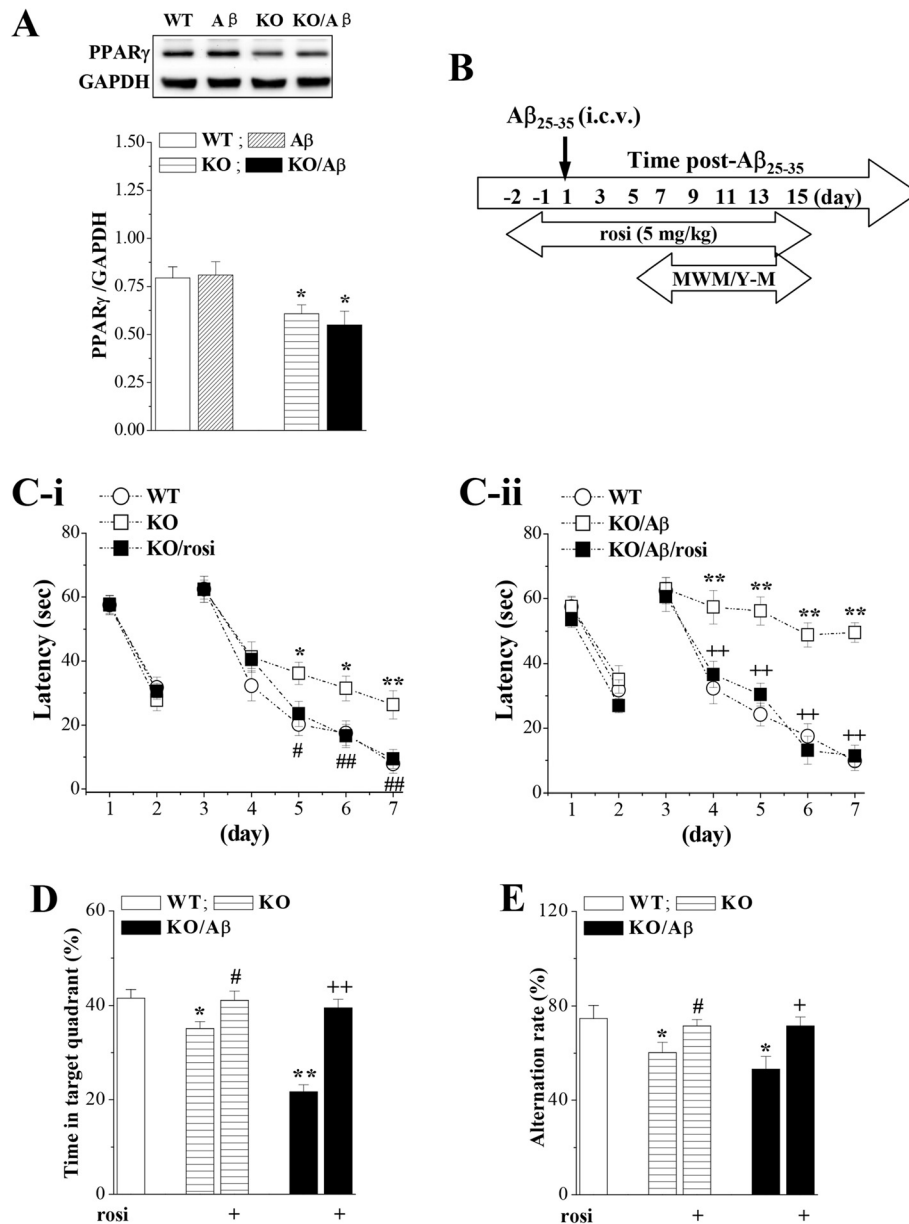 A
WT Aβ KO KO/Aβ
PPARγ
GAPDH
WT ; Aβ
KO ; KO/Aβ
1.50
1.25
1.00
0.75
0.50
0.25
0.00
PPARγ /GAPDH
* *
B
Aβ25-35 (i.c.v.)
Time post-Aβ25-35
-2 -1 1 3 5 7 9 11 13 15 (day)
rosi (5 mg/kg)
MWM/Y-M
C-i
WT
KO
KO/rosi
80
60
40
20
0
Latency (sec)
* * **
# ## ##
1 2 3 4 5 6 7
(day)
C-ii
WT
KO/Aβ
KO/Aβ/rosi
80
60
40
20
0
Latency (sec)
** ** ** **
++ ++ ++ ++
1 2 3 4 5 6 7
(day)
D
WT; KO
KO/Aβ
60
40
20
0
Time in target quadrant (%)
* # ** ++
rosi + +
E
WT; KO
KO/Aβ
120
80
40
0
Alternation rate (%)
* # * +
rosi + +